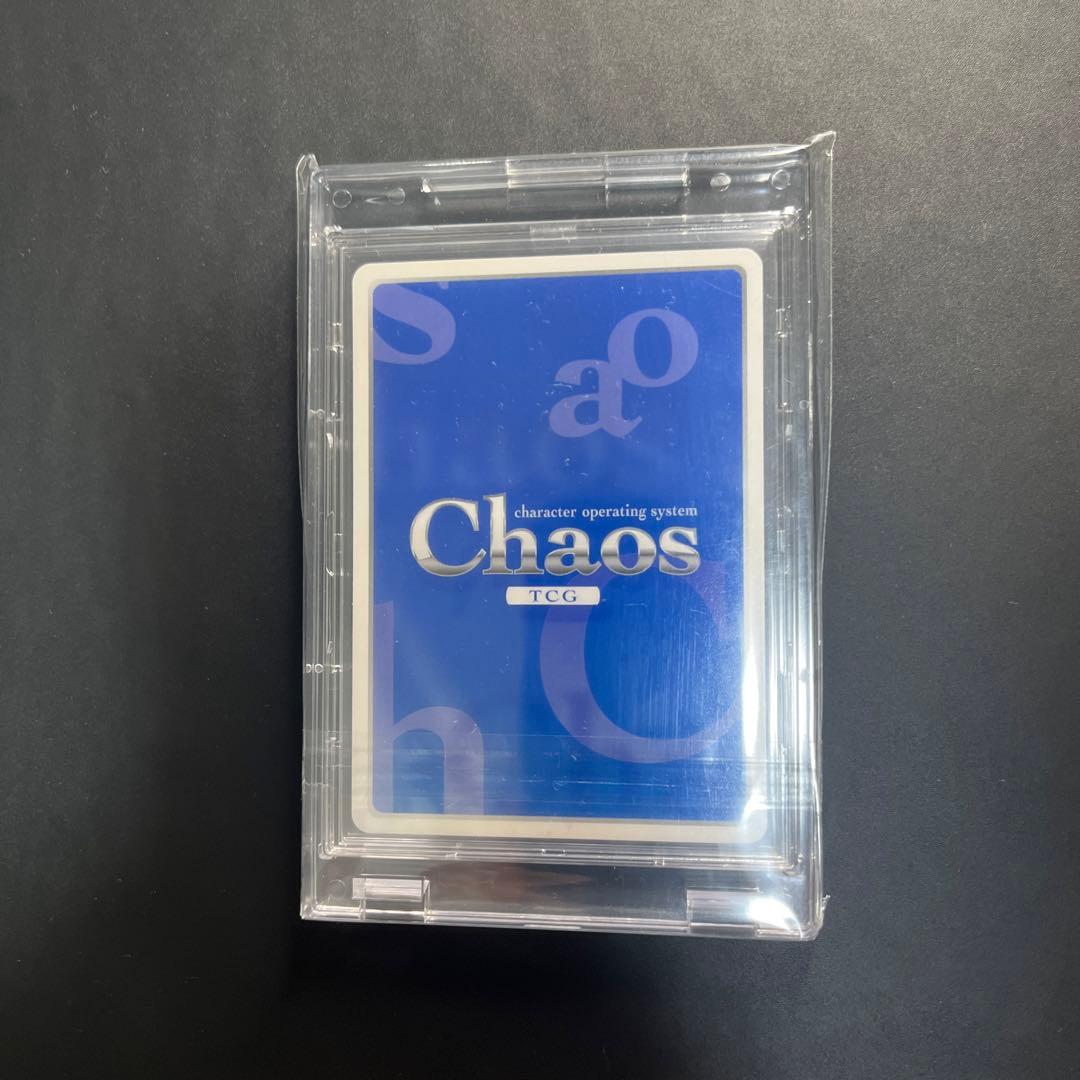 s
o
a
character operating system
Chaos
TCG
h
C